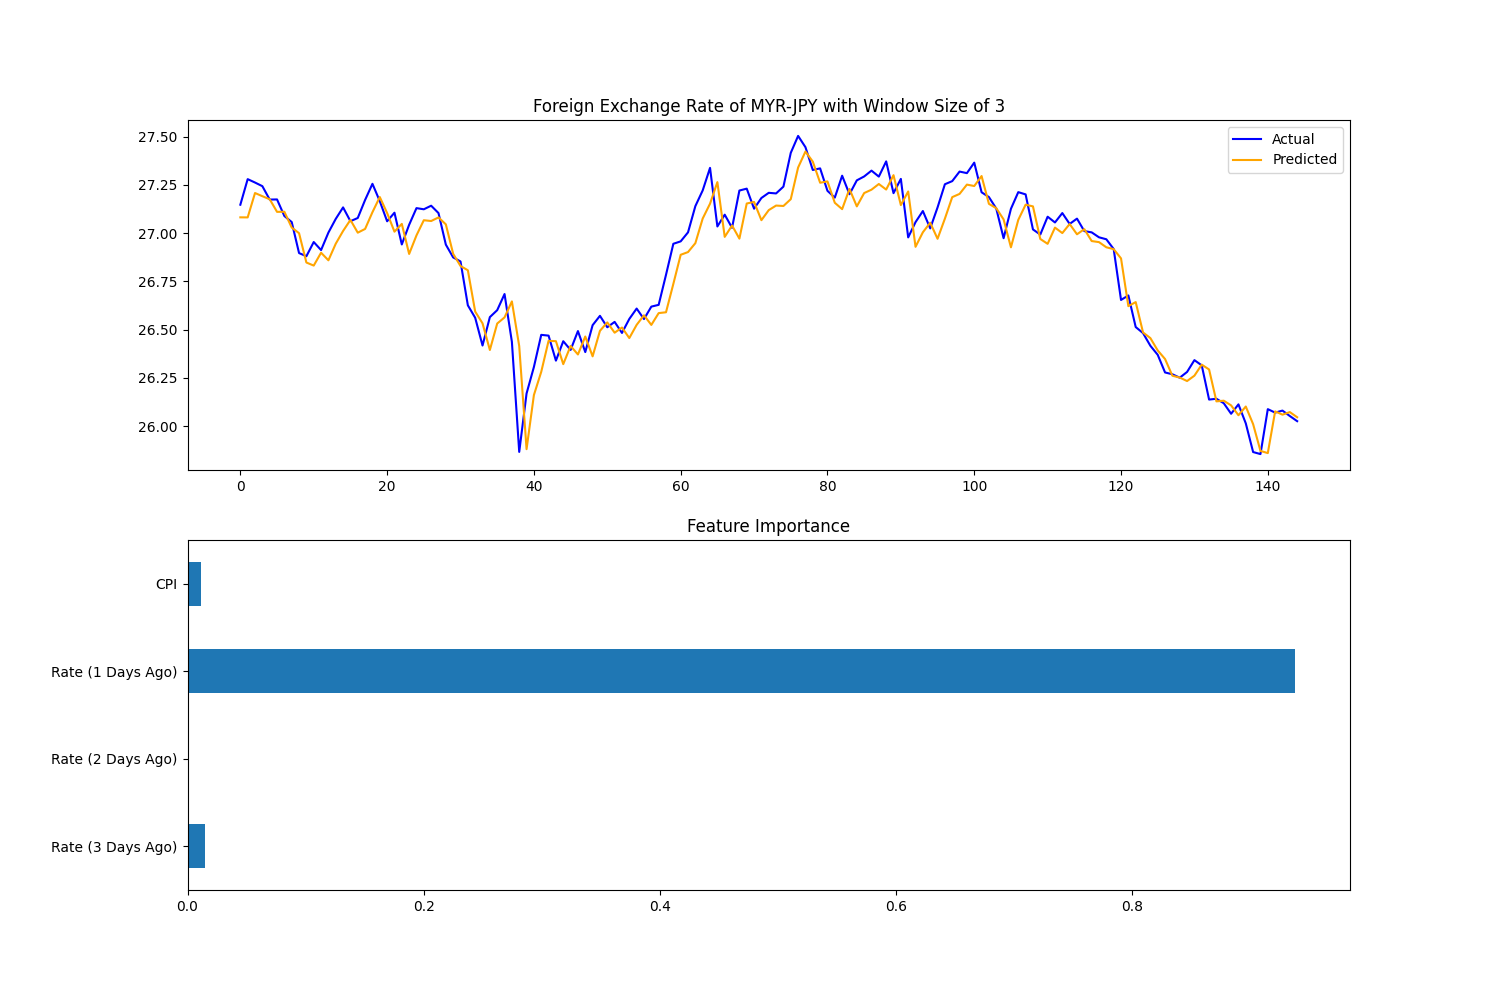 Foreign Exchange Rate of MYR-JPY with Window Size of 3
27.50
27.25
27.00
26.75
26.50
26.25
26.00
Actual
Predicted
0 20 40 60 80 100 120 140
Feature Importance
CPI
Rate (1 Days Ago)
Rate (2 Days Ago)
Rate (3 Days Ago)
0.0 0.2 0.4 0.6 0.8